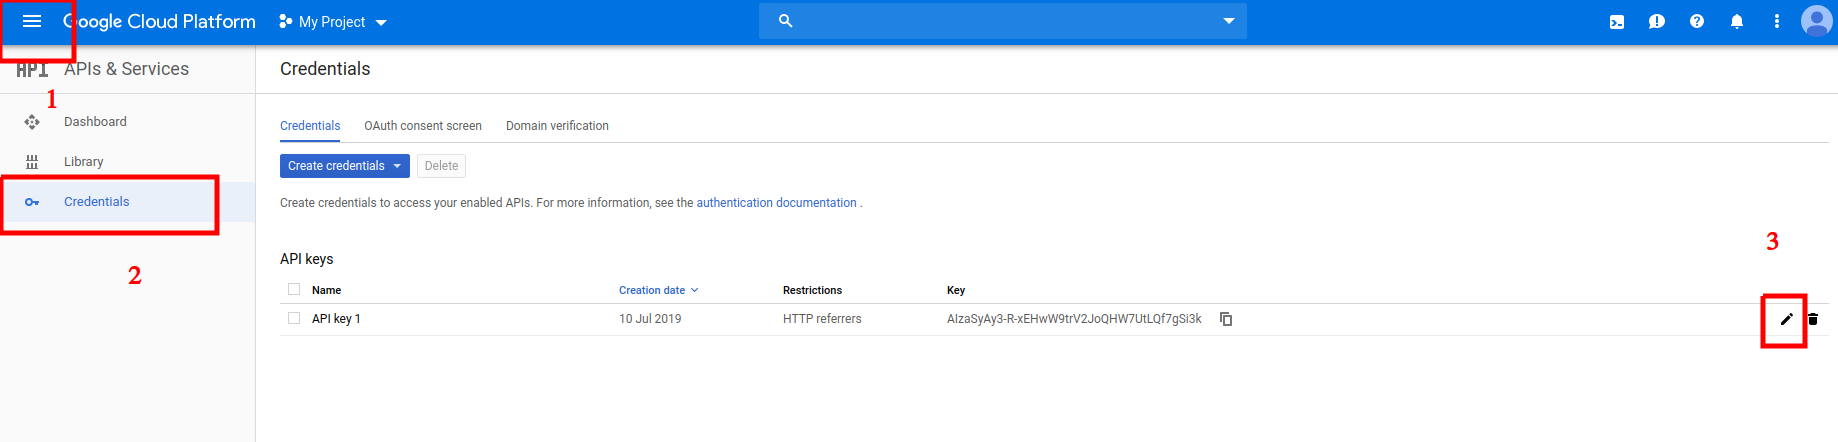 Google Cloud Platform
My Project
API APIs & Services
Credentials
1
Dashboard
Library
Credentials
2
Credentials OAuth consent screen Domain verification
Create credentials Delete
Create credentials to access your enabled APIs. For more information, see the authentication documentation .
3
API keys
Name Creation date Restrictions Key
API key 1 10 Jul 2019 HTTP referrers AIzaSyAy3-R-xEHwW9trV2JoQHW7UtLQf7gSi3k